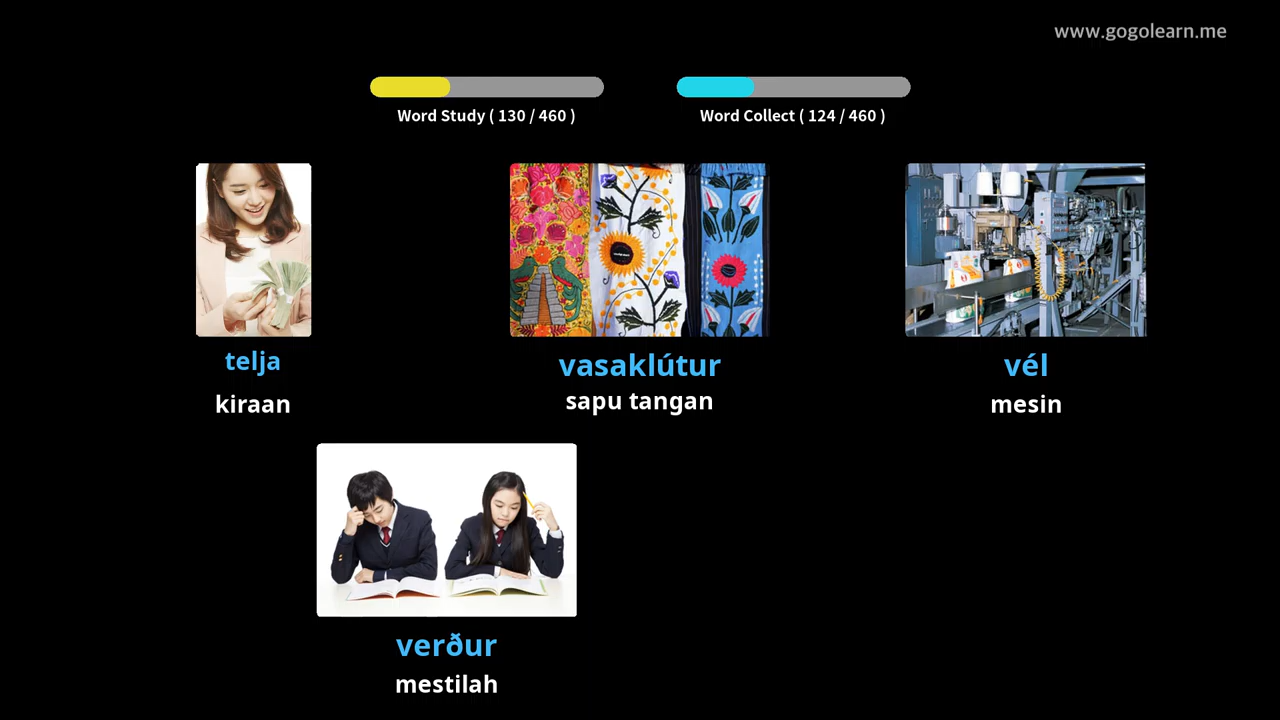 www.gogolearn.me
Word Study ( 130 / 460 )
Word Collect ( 124 / 460 )
telja
kiraan
vasaklútur
sapu tangan
vél
mesin
verður
mestilah